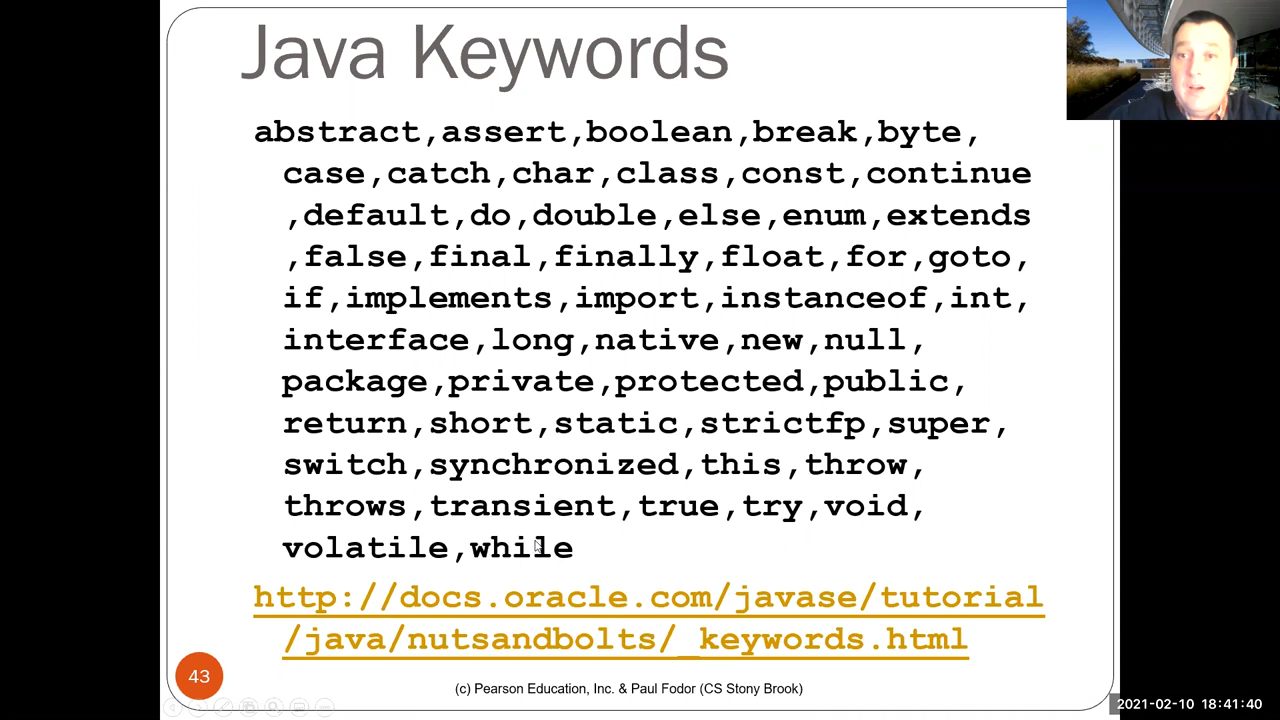 Java Keywords
abstract,assert,boolean,break,byte,
case,catch,char,class,const,continue
,default,do,double,else,enum,extends
,false,final,finally,float,for,goto,
if,implements,import,instanceof,int,
interface,long,native,new,null,
package,private,protected,public,
return,short,static,strictfp,super,
switch,synchronized,this,throw,
throws,transient,true,try,void,
volatile,while
http://docs.oracle.com/javase/tutorial
/java/nutsandbolts/_keywords.html
43
(c) Pearson Education, Inc. & Paul Fodor (CS Stony Brook)
2021-02-10 18:41:40